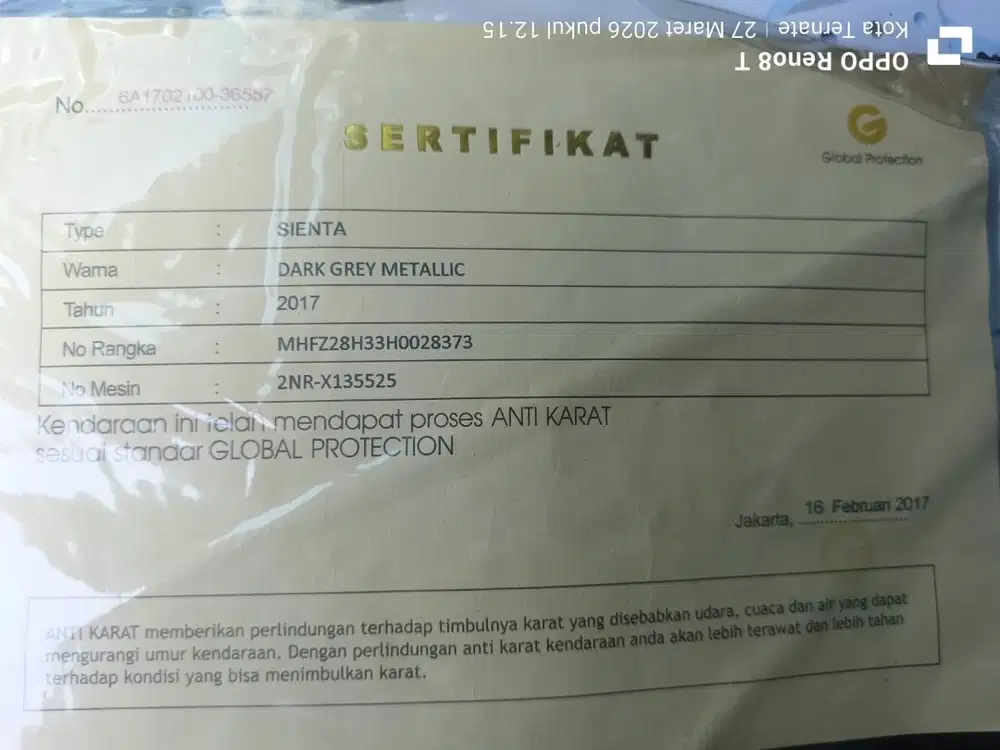 OPPO Reno8 T
Kota Ternate | 27 Maret 2026 pukul 12.15
No. 6A1702100-36557
SERTIFIKAT
G
Global Protection
Type : SIENTA
Warna : DARK GREY METALLIC
Tahun : 2017
No Rangka : MHFZ28H33H0028373
No Mesin : 2NR-X135525
Kendaraan ini telah mendapat proses ANTI KARAT
sesuai standar GLOBAL PROTECTION
Jakarta, 16 Februari 2017
ANTI KARAT memberikan perlindungan terhadap timbulnya karat yang disebabkan udara, cuaca dan air yang dapat
mengurangi umur kendaraan. Dengan perlindungan anti karat kendaraan anda akan lebih terawat dan lebih tahan
terhadap kondisi yang bisa menimbulkan karat.